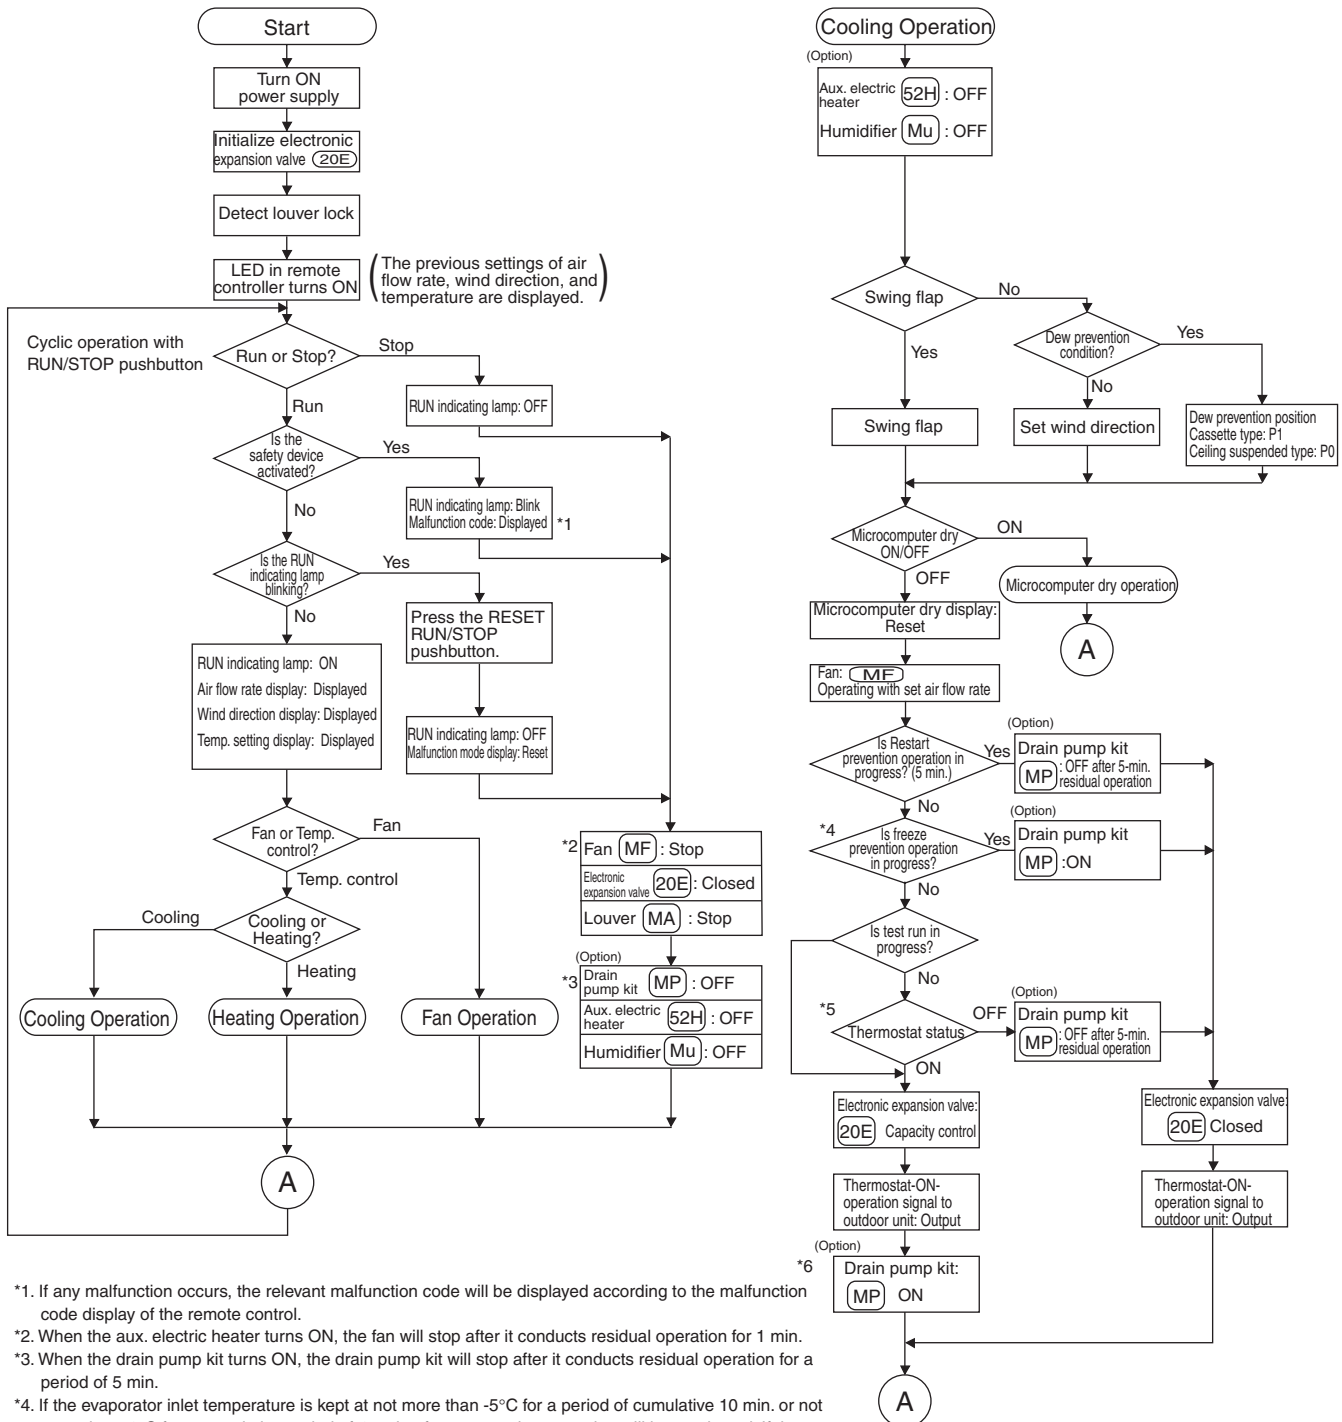 Start
Turn ON
power supply
Initialize electronic
expansion valve 20E
Detect louver lock
LED in remote
controller turns ON
(The previous settings of air
flow rate, wind direction, and
temperature are displayed.)
Cyclic operation with
RUN/STOP pushbutton
Run or Stop?
Stop
RUN indicating lamp: OFF
Run
Is the
safety device
activated?
Yes
RUN indicating lamp: Blink
Malfunction code: Displayed
*1
No
Is the RUN
indicating lamp
blinking?
Yes
Press the RESET
RUN/STOP
pushbutton.
No
RUN indicating lamp: ON
Air flow rate display: Displayed
Wind direction display: Displayed
Temp. setting display: Displayed
RUN indicating lamp: OFF
Malfunction mode display: Reset
Fan or Temp.
control?
Fan
Temp. control
Cooling or
Heating?
Cooling
Heating
Cooling Operation
Heating Operation
Fan Operation
*2 Fan MF : Stop
Electronic
expansion valve 20E : Closed
Louver MA : Stop
(Option)
*3 Drain
pump kit MP : OFF
Aux. electric
heater 52H : OFF
Humidifier Mu : OFF
A
Cooling Operation
(Option)
Aux. electric
heater 52H : OFF
Humidifier Mu : OFF
Swing flap
No
Dew prevention
condition?
Yes
Yes
No
Swing flap
Set wind direction
Dew prevention position
Cassette type: P1
Ceiling suspended type: P0
Microcomputer dry
ON/OFF
ON
Microcomputer dry operation
A
OFF
Microcomputer dry display:
Reset
Fan: MF
Operating with set air flow rate
Is Restart
prevention operation in
progress? (5 min.)
Yes
(Option)
Drain pump kit
MP : OFF after 5-min.
residual operation
No
*4
Is freeze
prevention operation
in progress?
Yes
(Option)
Drain pump kit
MP :ON
No
Is test run in
progress?
No
*5
Thermostat status
OFF
(Option)
Drain pump kit
MP : OFF after 5-min.
residual operation
ON
Electronic expansion valve:
20E Capacity control
Electronic expansion valve:
20E Closed
Thermostat-ON-
operation signal to
outdoor unit: Output
Thermostat-ON-
operation signal to
outdoor unit: Output
(Option)
*6
Drain pump kit:
MP ON
A
*1. If any malfunction occurs, the relevant malfunction code will be displayed according to the malfunction
code display of the remote control.
*2. When the aux. electric heater turns ON, the fan will stop after it conducts residual operation for 1 min.
*3. When the drain pump kit turns ON, the drain pump kit will stop after it conducts residual operation for a
period of 5 min.
*4. If the evaporator inlet temperature is kept at not more than -5°C for a period of cumulative 10 min. or not